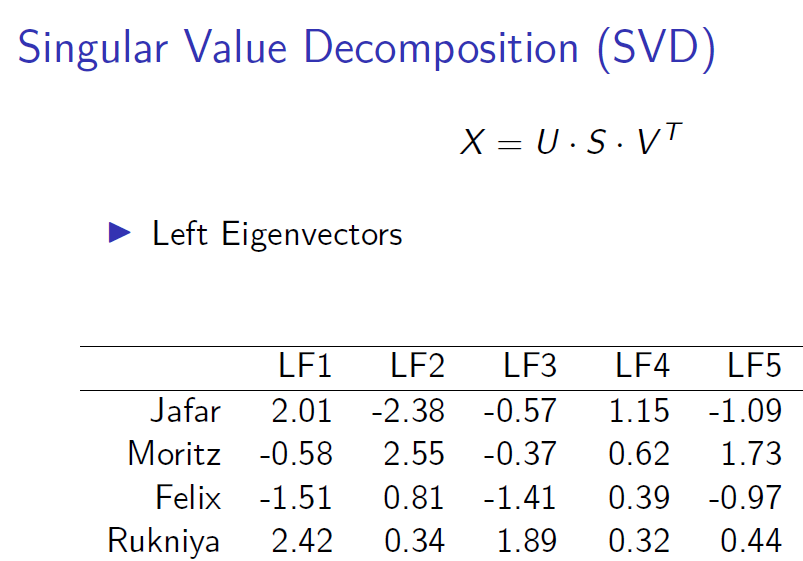 Singular Value Decomposition (SVD)
X = U · S · V^T
▶ Left Eigenvectors
LF1 LF2 LF3 LF4 LF5
Jafar 2.01 -2.38 -0.57 1.15 -1.09
Moritz -0.58 2.55 -0.37 0.62 1.73
Felix -1.51 0.81 -1.41 0.39 -0.97
Rukniya 2.42 0.34 1.89 0.32 0.44